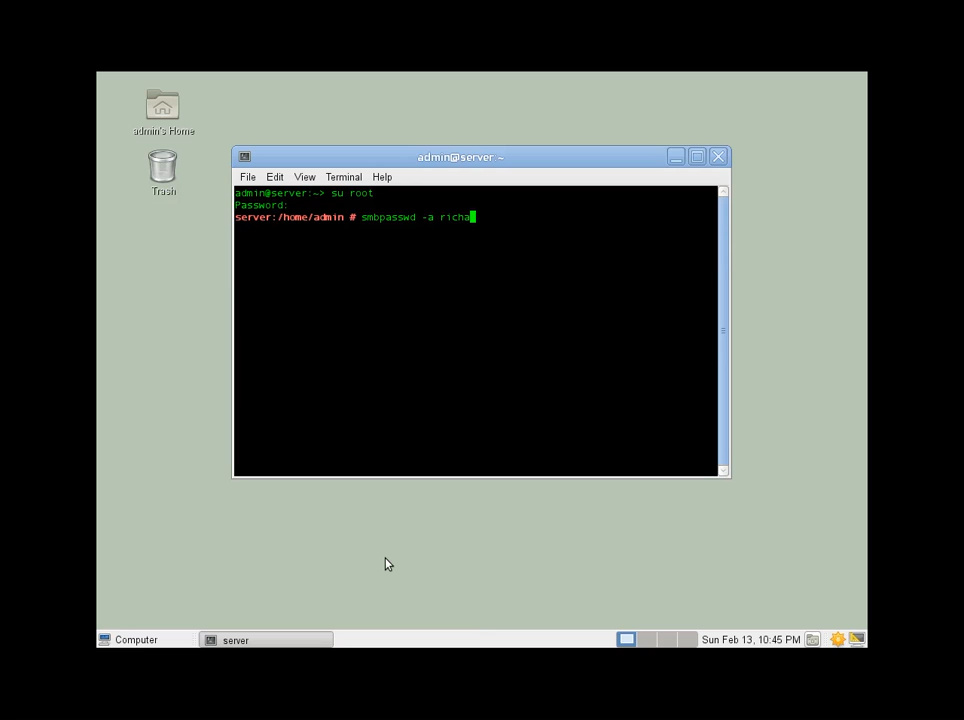 admin's Home
Trash
admin@server:~
File Edit View Terminal Help
admin@server:~> su root
Password:
server:/home/admin # smbpasswd -a richa
Computer
server
Sun Feb 13, 10:45 PM